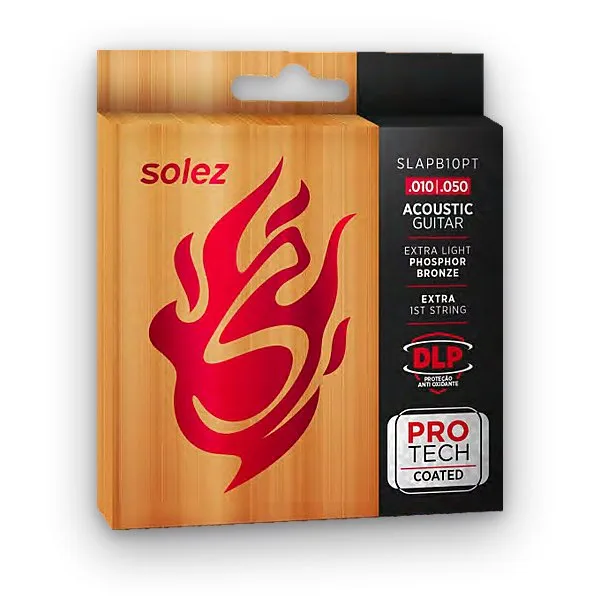 solez
SLAPB10PT
.010|.050
ACOUSTIC
GUITAR
EXTRA LIGHT
PHOSPHOR
BRONZE
EXTRA
1ST STRING
DLP
PROTEÇÃO
ANTI OXIDANTE
PRO
TECH
COATED